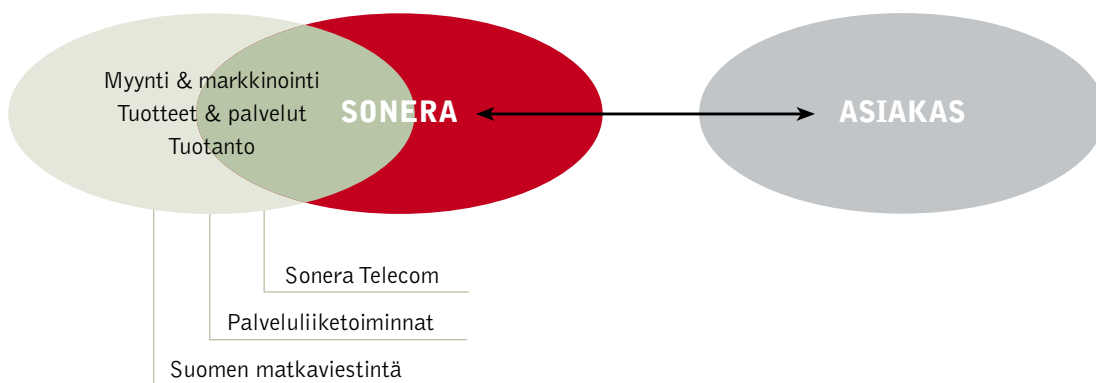 Myynti & markkinointi
Tuotteet & palvelut
Tuotanto
SONERA
ASIAKAS
Sonera Telecom
Palveluliiketoiminnat
Suomen matkaviestintä